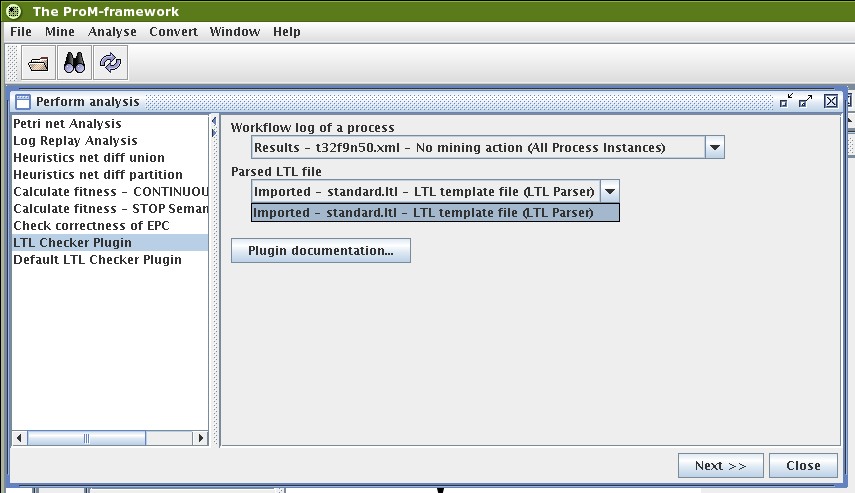 The ProM-framework
File Mine Analyse Convert Window Help
Perform analysis
Petri net Analysis
Log Replay Analysis
Heuristics net diff union
Heuristics net diff partition
Calculate fitness – CONTINUOU
Calculate fitness – STOP Seman
Check correctness of EPC
LTL Checker Plugin
Default LTL Checker Plugin
Workflow log of a process
Results – t32f9n50.xml – No mining action (All Process Instances)
Parsed LTL file
Imported – standard.ltl – LTL template file (LTL Parser)
Imported – standard.ltl – LTL template file (LTL Parser)
Plugin documentation...
Next >> Close